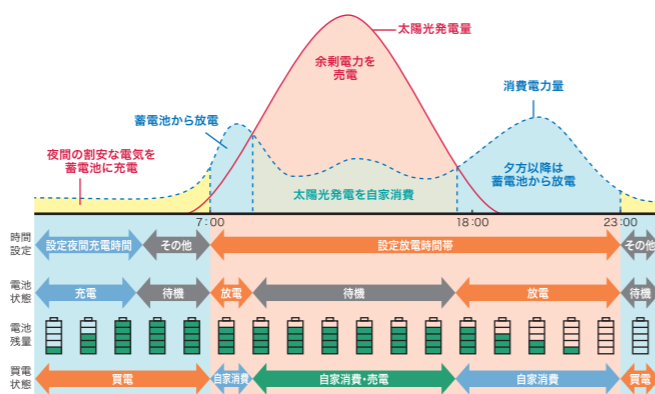 太陽光発電量
余剰電力を
売電
消費電力量
蓄電池から放電
夜間の割安な電気を
蓄電池に充電
夕方以降は
蓄電池から放電
太陽光発電を自家消費
7:00
18:00
23:00
時間
設定
設定夜間充電時間
その他
設定放電時間帯
その他
電池
状態
充電
待機
放電
待機
放電
待機
電池
残量
買電
状態
買電
自家消費
自家消費・売電
自家消費
買電